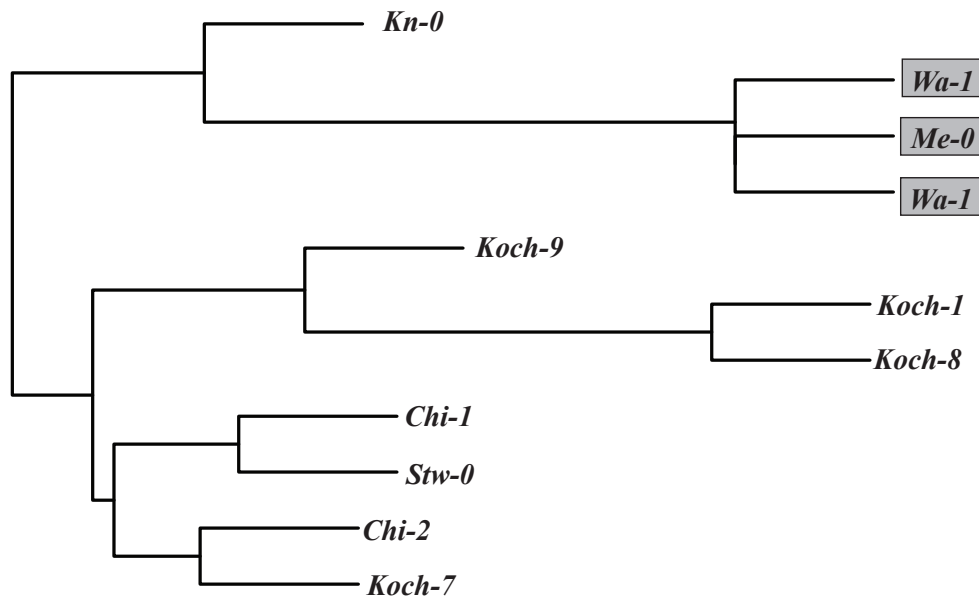 Kn-0
Wa-1
Me-0
Wa-1
Koch-9
Koch-1
Koch-8
Chi-1
Stw-0
Chi-2
Koch-7